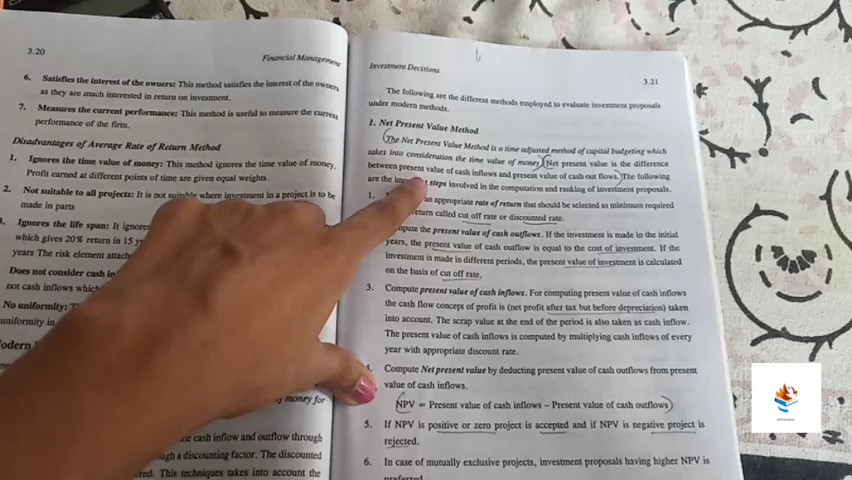 3.20
Financial Management
6. Satisfies the interest of the owners: This method satisfies the interest of the owners
as they are much interested in return on investment.
7. Measures the current performance: This method is useful to measure the current
performance of the firm.
Disadvantages of Average Rate of Return Method
1. Ignores the time value of money: This method ignores the time value of money.
Profit earned at different points of time are given equal weights.
2. Not suitable to all projects: It is not suitable where investment in a project is to be
made in parts
Ignores the life span: It ignores
which gives 20% return in 15
years The risk element
Does not consider cash
not cash inflows
No uniformity:
uniformity in
money for
cash inflow and outflow through
a discounting factor. The discounted
This techniques takes into account the
Investment Decisions
3.21
The following are the different methods employed to evaluate investment proposals
under modern methods.
1. Net Present Value Method
The Net Present Value Method is a time adjusted method of capital budgeting which
takes into consideration the time value of money. Net present value is the difference
between present value of cash inflows and present value of cash out flows. The following
are the steps involved in the computation and ranking of investment proposals.
1. an appropriate rate of return that should be selected as minimum required
return called cut off rate or discounted rate.
the present value of cash outflows. If the investment is made in the initial
years, the present value of cash outflow is equal to the cost of investment. If the
investment is made in different periods, the present value of investment is calculated
on the basis of cut off rate.
3. Compute present value of cash inflows. For computing present value of cash inflows
the cash flow concept of profit is (net profit after tax but before depreciation) taken
into account. The scrap value at the end of the period is also taken as cash inflow.
The present value of cash inflows is computed by multiplying cash inflows of every
year with appropriate discount rate.
Compute Net present value by deducting present value of cash outflows from present
value of cash inflows.
NPV = Present value of cash inflows – Present value of cash outflows
5. If NPV is positive or zero project is accepted and if NPV is negative project is
rejected.
6. In case of mutually exclusive projects, investment proposals having higher NPV is
preferred.